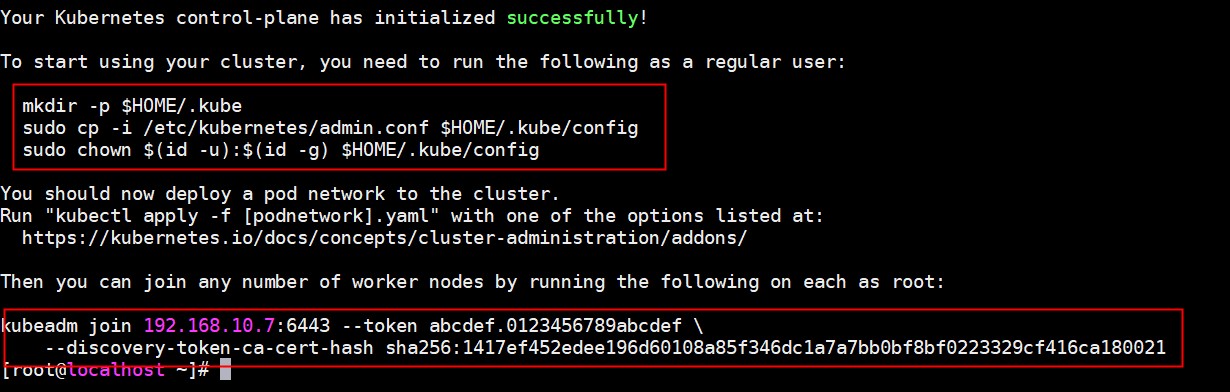 Your Kubernetes control-plane has initialized successfully!
To start using your cluster, you need to run the following as a regular user:
mkdir -p $HOME/.kube
sudo cp -i /etc/kubernetes/admin.conf $HOME/.kube/config
sudo chown $(id -u):$(id -g) $HOME/.kube/config
You should now deploy a pod network to the cluster.
Run "kubectl apply -f [podnetwork].yaml" with one of the options listed at:
https://kubernetes.io/docs/concepts/cluster-administration/addons/
Then you can join any number of worker nodes by running the following on each as root:
kubeadm join 192.168.10.7:6443 --token abcdef.0123456789abcdef \
--discovery-token-ca-cert-hash sha256:1417ef452edee196d60108a85f346dc1a7a7bb0bf8bf0223329cf416ca180021
[root@localhost ~]#